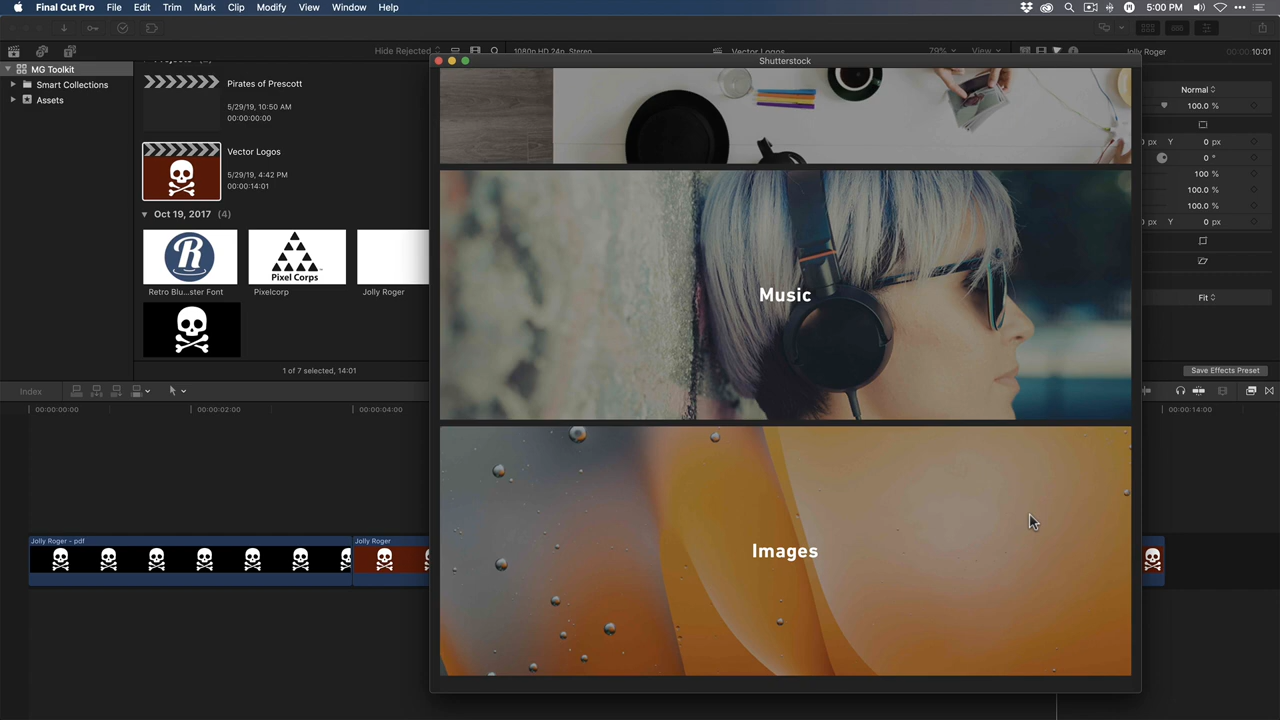 Final Cut Pro File Edit Trim Mark Clip Modify View Window Help 5:00 PM
Hide Rejected 1080p HD 24p, Stereo Vector Logos 79% View Jolly Roger 10:01
Shutterstock
MG Toolkit
Smart Collections
Assets
Pirates of Prescott
5/29/19, 10:50 AM
00:00:00:00
Vector Logos
5/29/19, 4:42 PM
00:00:14:01
Oct 19, 2017 (4)
R
Pixel Corps
Retro Blu...ster Font Pixelcorp Jolly Roger
1 of 7 selected, 14:01
Music
Images
Normal
100.0 %
px Y 0 px
0 °
100 %
100.0 %
100.0 %
px Y 0 px
Fit
Save Effects Preset
Index
00:00:00:00 00:00:02:00 00:00:04:00 00:00:14:00
Jolly Roger - pdf Jolly Roger